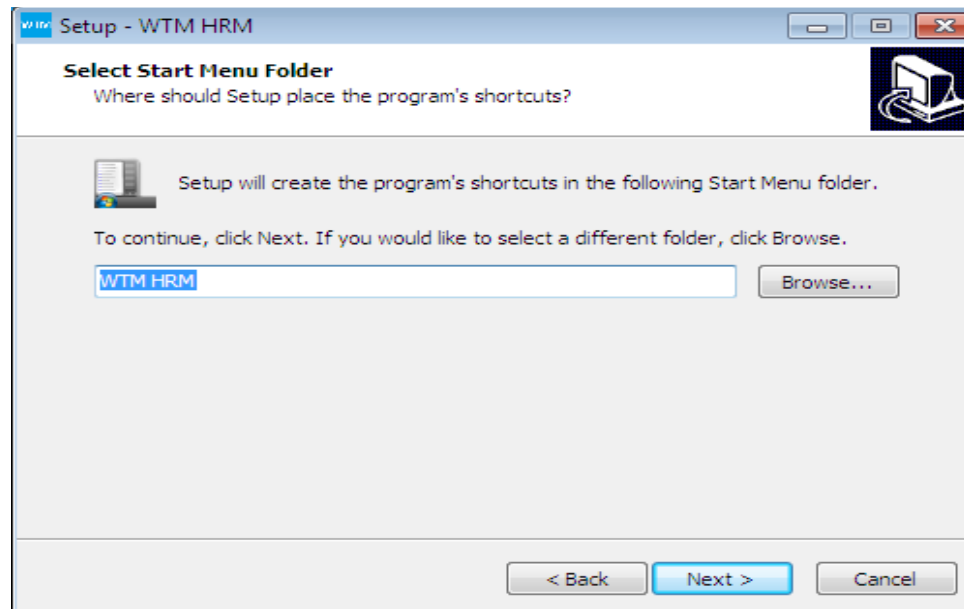 Setup - WTM HRM
Select Start Menu Folder
Where should Setup place the program's shortcuts?
Setup will create the program's shortcuts in the following Start Menu folder.
To continue, click Next. If you would like to select a different folder, click Browse.
WTM HRM
Browse...
< Back
Next >
Cancel